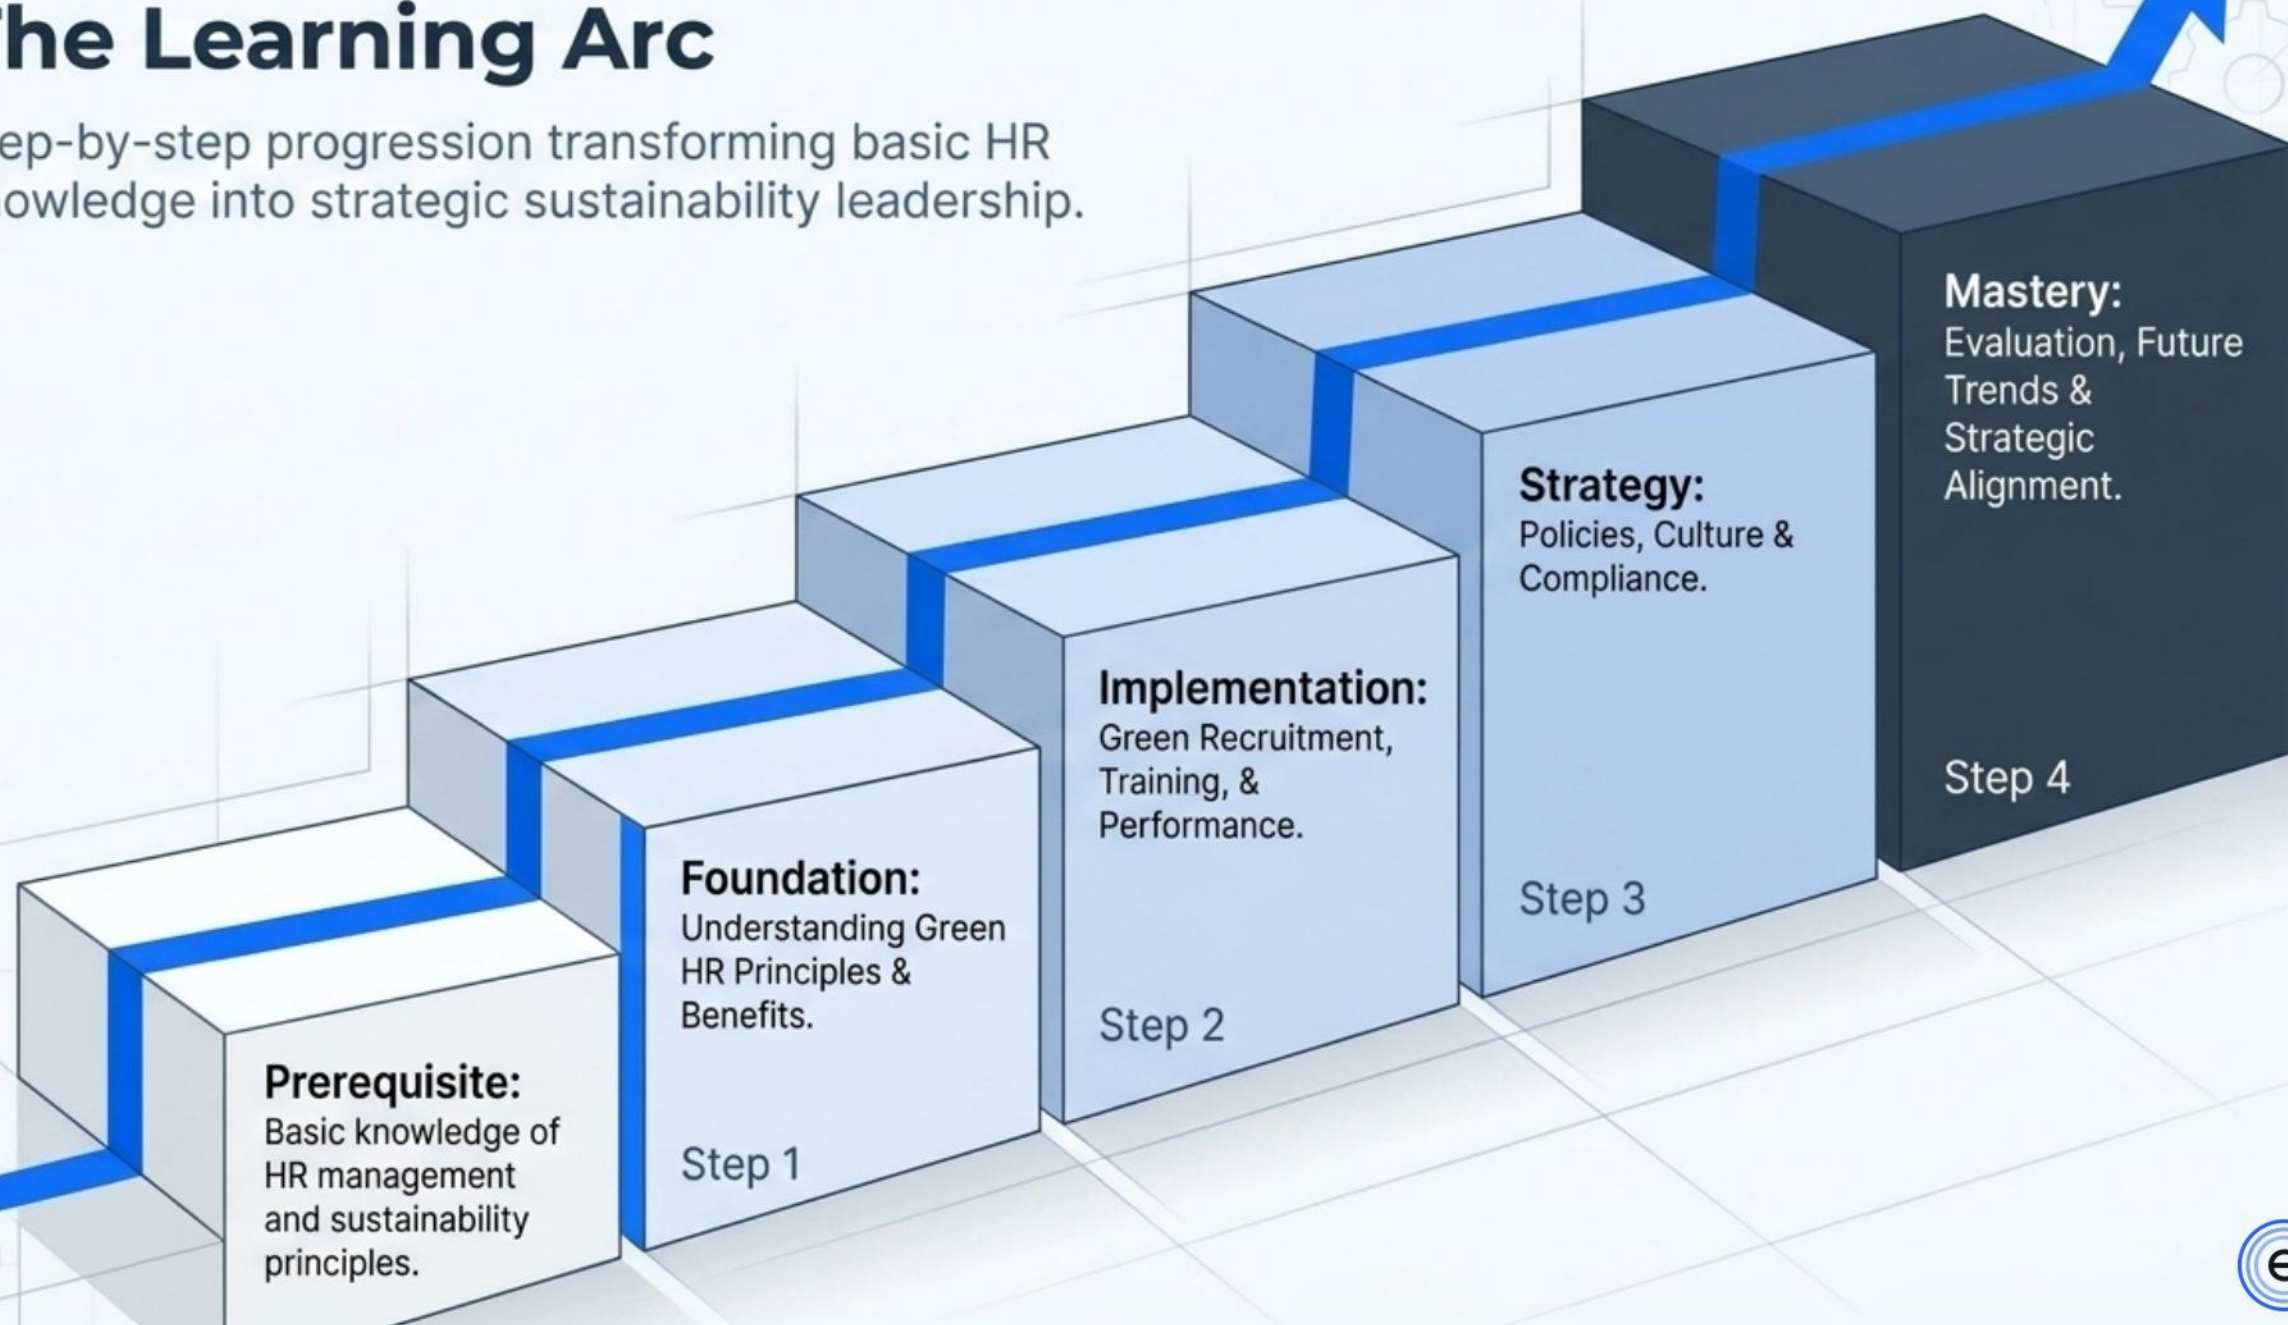 The Learning Arc
ep-by-step progression transforming basic HR
owledge into strategic sustainability leadership.
Prerequisite:
Basic knowledge of
HR management
and sustainability
principles.
Foundation:
Understanding Green
HR Principles &
Benefits.
Step 1
Implementation:
Green Recruitment,
Training, &
Performance.
Step 2
Strategy:
Policies, Culture &
Compliance.
Step 3
Mastery:
Evaluation, Future
Trends &
Strategic
Alignment.
Step 4
e